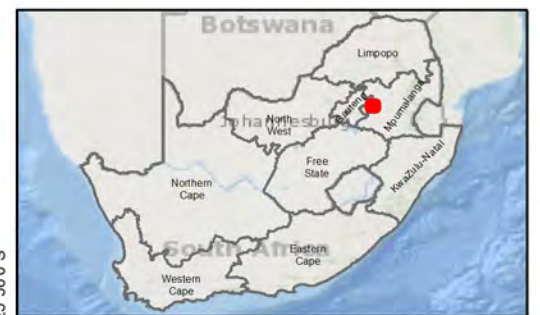 Botswana
Limpopo
Gauteng
Mpumalanga
Johannesburg
North
West
Free
State
KwaZulu-Natal
Northern
Cape
South Africa
Eastern
Cape
Western
Cape